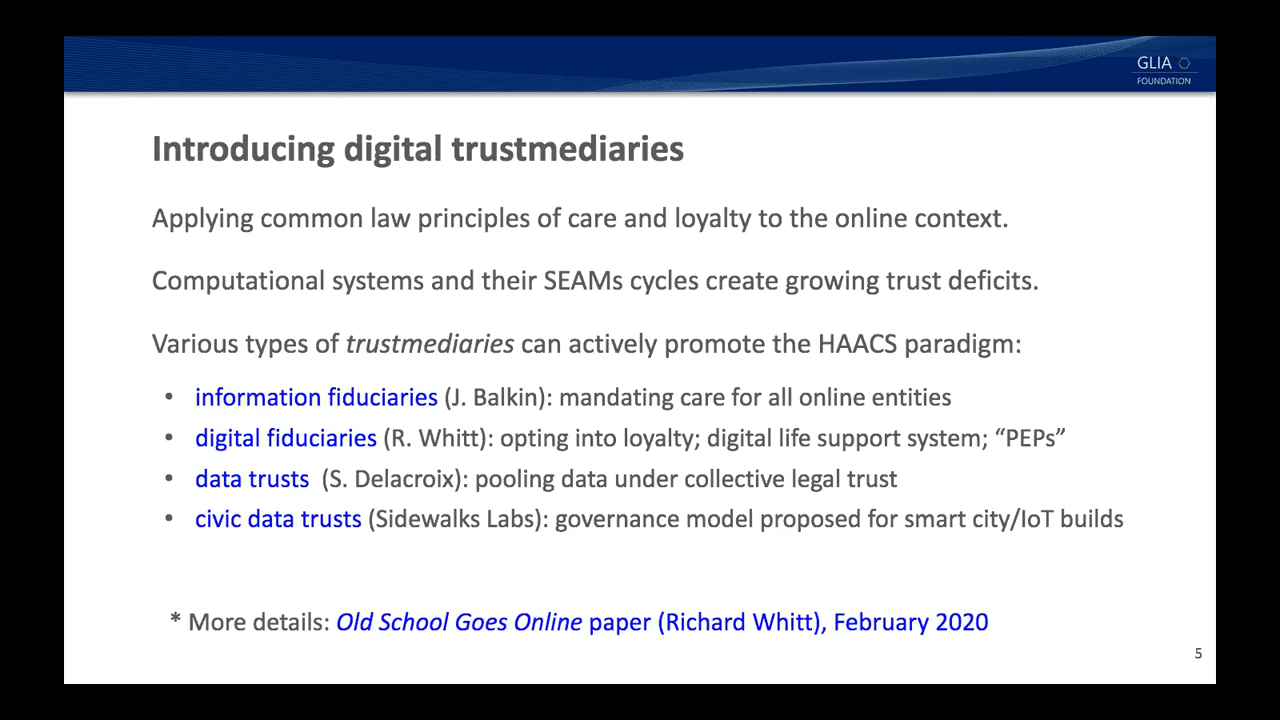 GLIA
FOUNDATION
Introducing digital trustmediaries
Applying common law principles of care and loyalty to the online context.
Computational systems and their SEAMs cycles create growing trust deficits.
Various types of trustmediaries can actively promote the HAACS paradigm:
• information fiduciaries (J. Balkin): mandating care for all online entities
• digital fiduciaries (R. Whitt): opting into loyalty; digital life support system; “PEPs”
• data trusts (S. Delacroix): pooling data under collective legal trust
• civic data trusts (Sidewalks Labs): governance model proposed for smart city/IoT builds
* More details: Old School Goes Online paper (Richard Whitt), February 2020
5